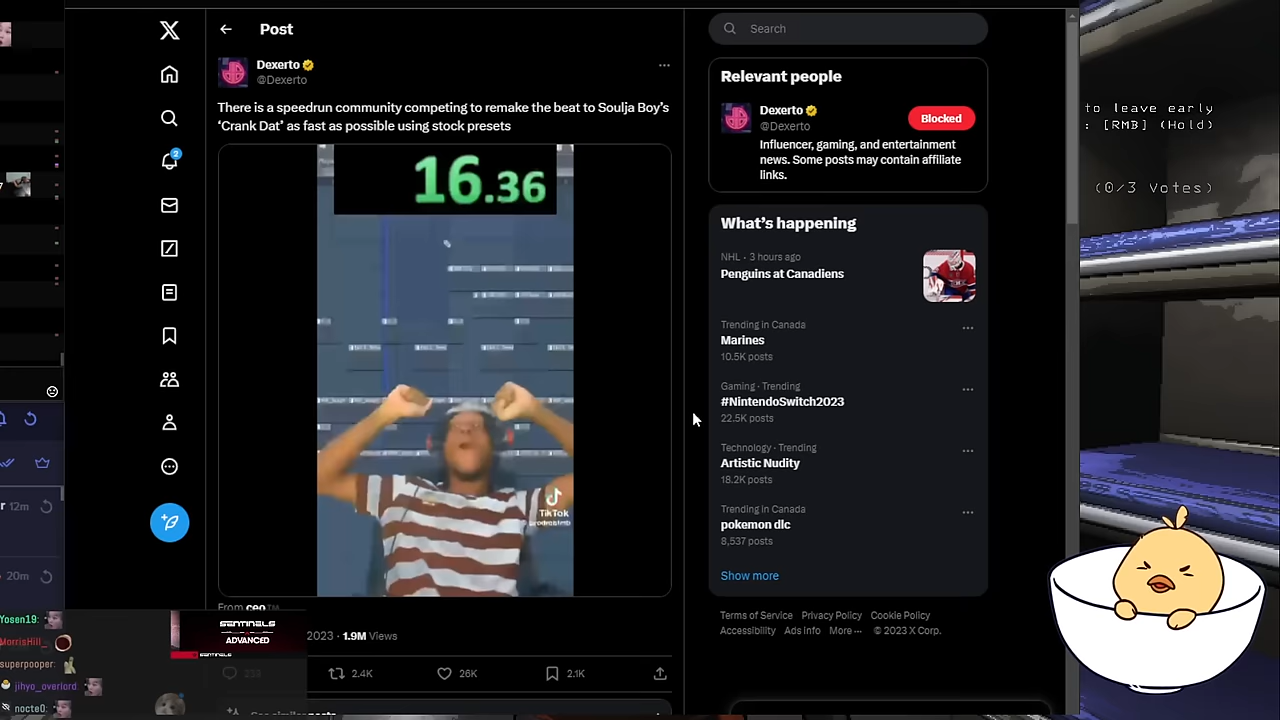 Post
Search
Dexerto
@Dexerto
There is a speedrun community competing to remake the beat to Soulja Boy's
'Crank Dat' as fast as possible using stock presets
16.36
TikTok
From ceo™
2023 · 1.9M Views
233
2.4K
26K
2.1K
Relevant people
Dexerto
@Dexerto
Blocked
Influencer, gaming, and entertainment
news. Some posts may contain affiliate
links.
What's happening
NHL · 3 hours ago
Penguins at Canadiens
Trending in Canada
Marines
10.5K posts
Gaming · Trending
#NintendoSwitch2023
22.5K posts
Technology · Trending
Artistic Nudity
18.2K posts
Trending in Canada
pokemon dlc
8,537 posts
Show more
Terms of Service Privacy Policy Cookie Policy
Accessibility Ads info More ··· © 2023 X Corp.
to leave early
: [RMB] (Hold)
(0/3 Votes)
2
12m
20m
Yosen19:
MorrisHill_
superpooper:
jihyo_overlord:
nocte0:
SENTINELS
ADVANCED
SENTINELS